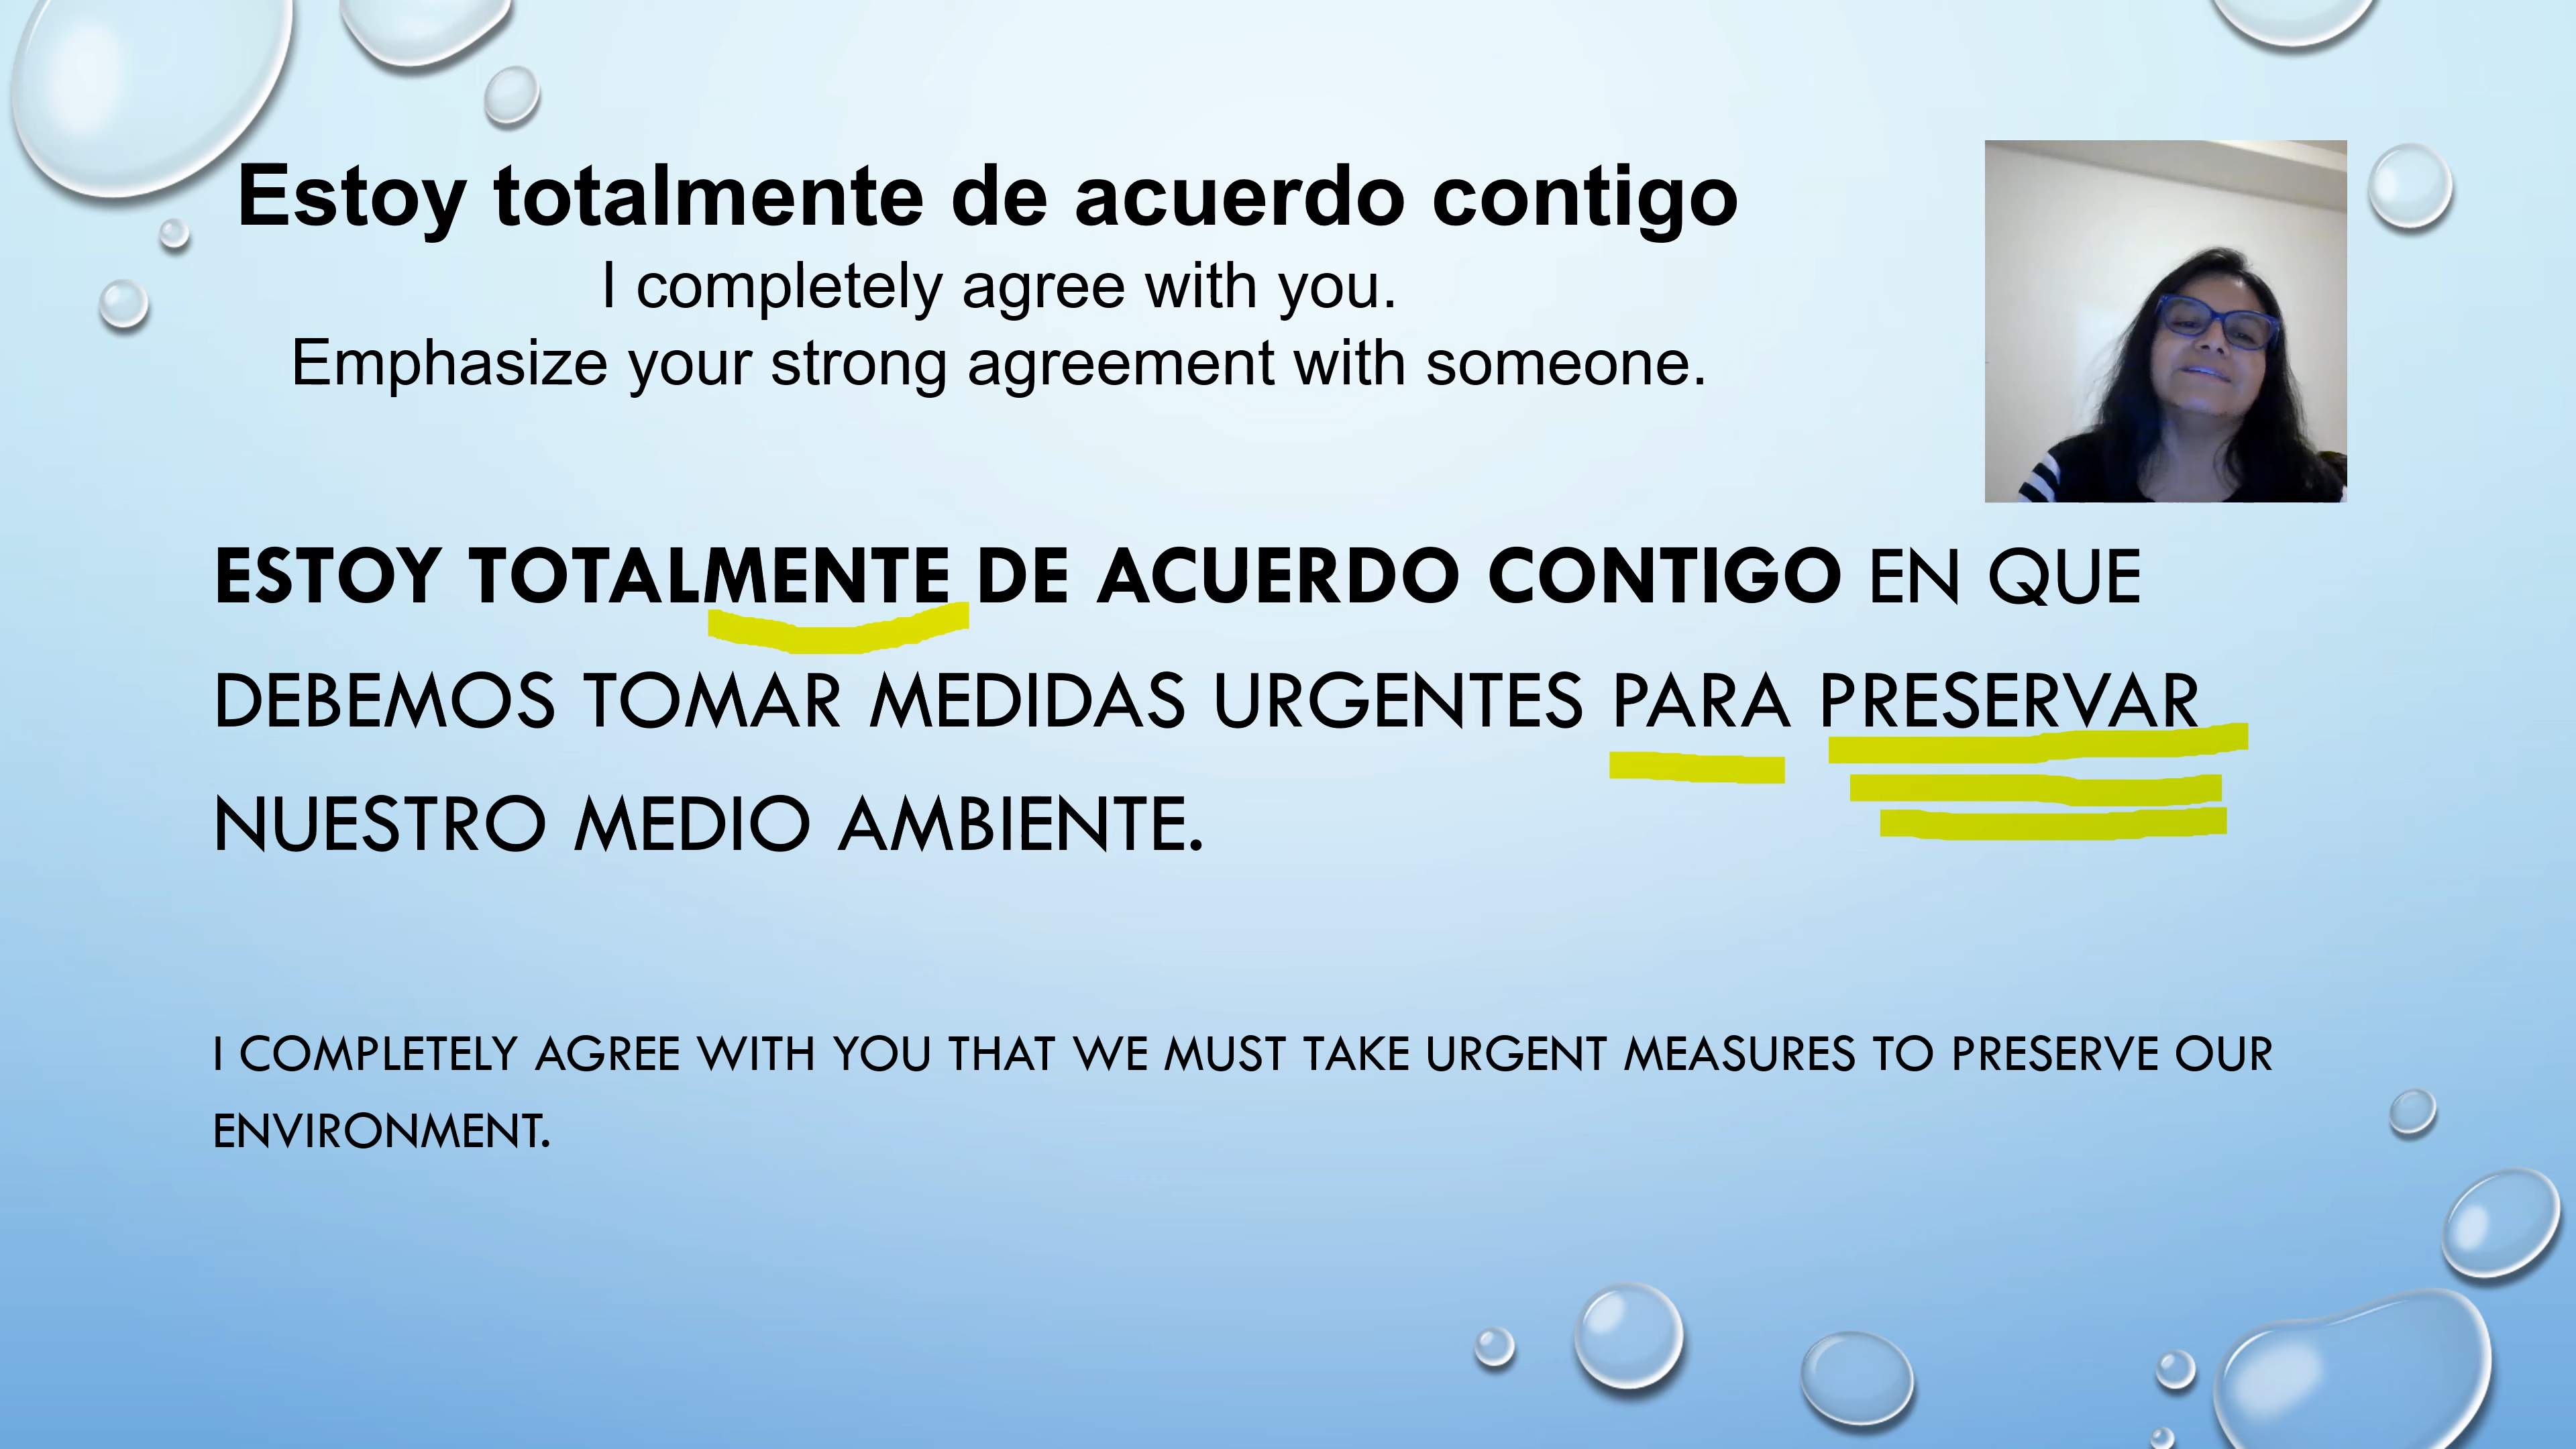 Estoy totalmente de acuerdo contigo
I completely agree with you.
Emphasize your strong agreement with someone.
ESTOY TOTALMENTE DE ACUERDO CONTIGO EN QUE
DEBEMOS TOMAR MEDIDAS URGENTES PARA PRESERVAR
NUESTRO MEDIO AMBIENTE.
I COMPLETELY AGREE WITH YOU THAT WE MUST TAKE URGENT MEASURES TO PRESERVE OUR
ENVIRONMENT.